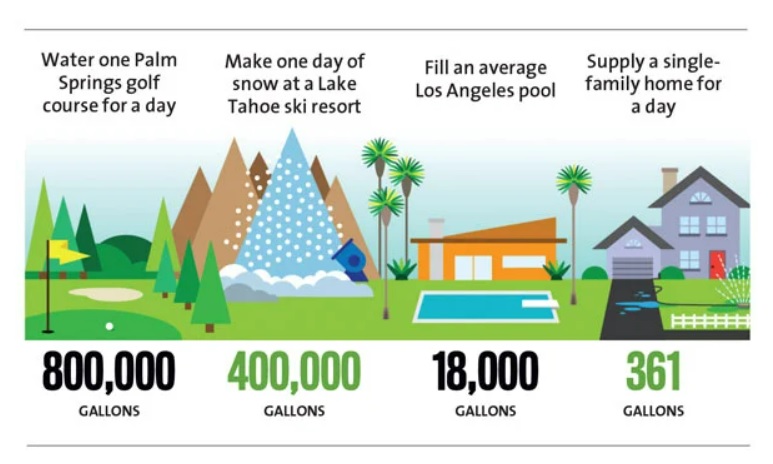 Water one Palm
Springs golf
course for a day
Make one day of
snow at a Lake
Tahoe ski resort
Fill an average
Los Angeles pool
Supply a single-
family home for
a day
800,000
GALLONS
400,000
GALLONS
18,000
GALLONS
361
GALLONS